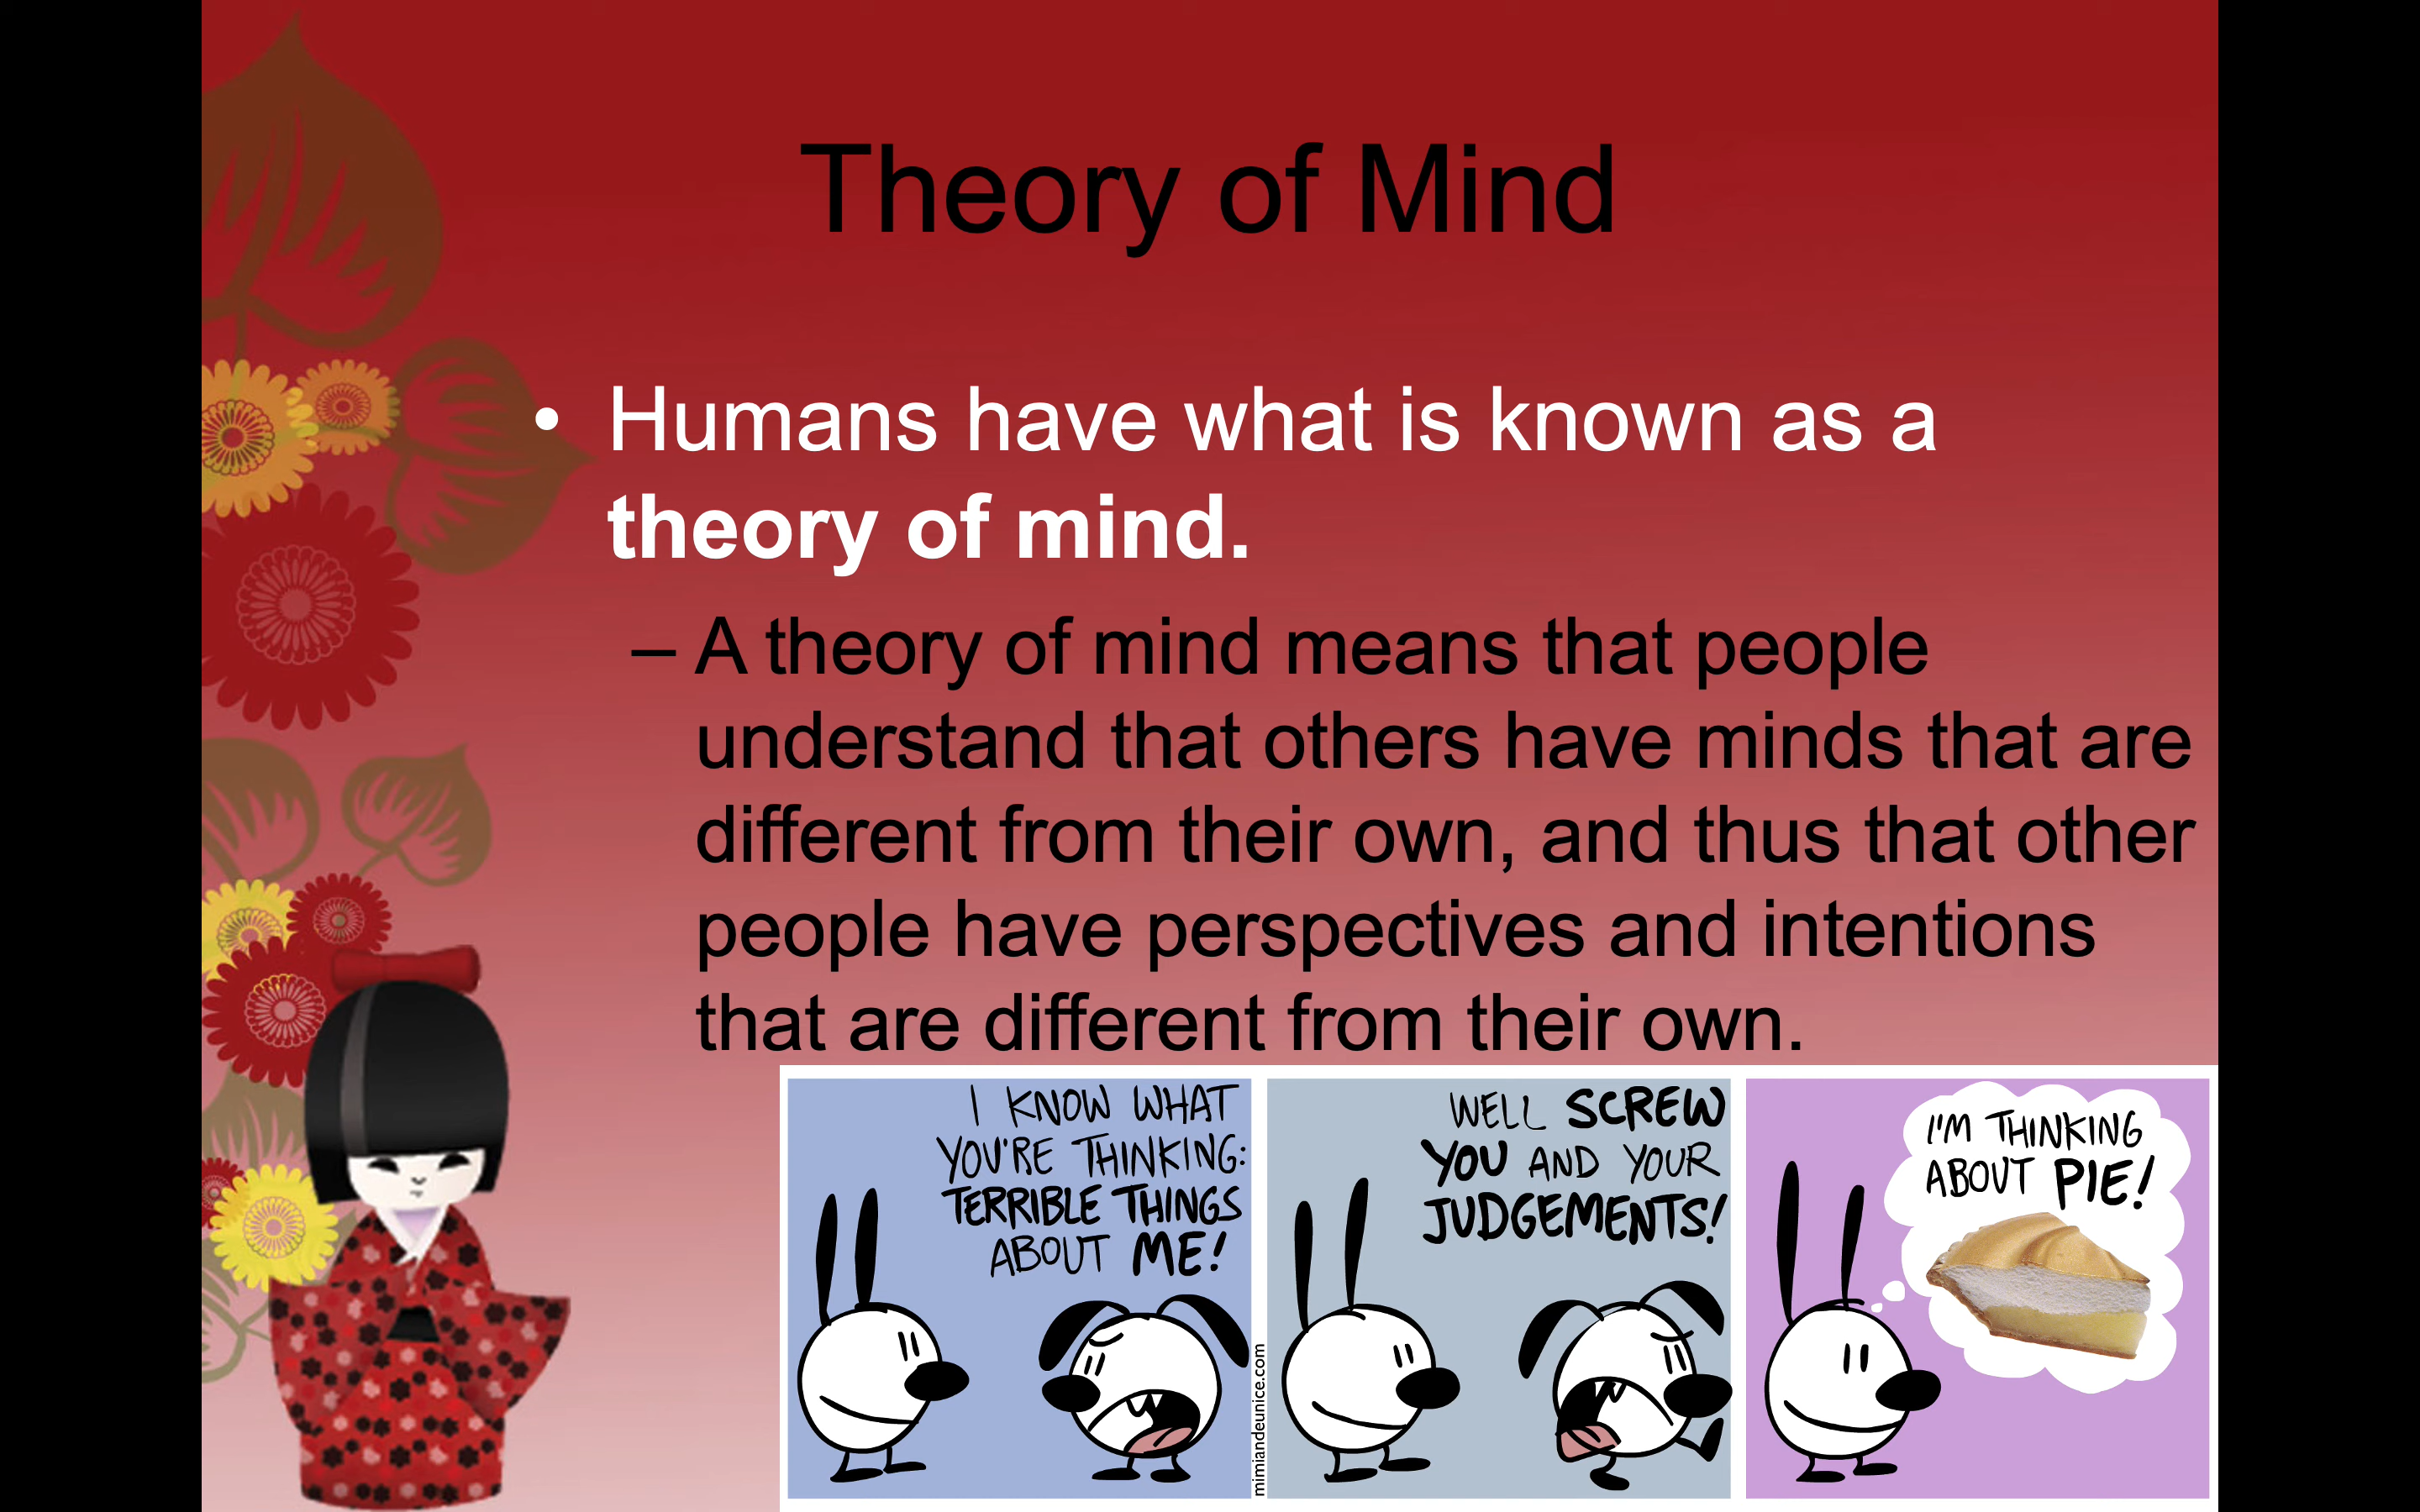 Theory of Mind
• Humans have what is known as a
theory of mind.
– A theory of mind means that people
understand that others have minds that are
different from their own, and thus that other
people have perspectives and intentions
that are different from their own.
I KNOW WHAT
YOU'RE THINKING:
TERRIBLE THINGS
ABOUT ME!
mimiandeunice.com
WELL SCREW
YOU AND YOUR
JUDGEMENTS!
I'M THINKING
ABOUT PIE!